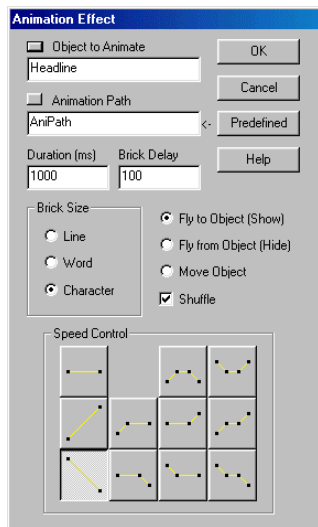 Animation Effect
Object to Animate
OK
Headline
Cancel
Animation Path
AniPath
<-
Predefined
Duration (ms)
Brick Delay
Help
1000
100
Brick Size
Line
Word
Character
Fly to Object (Show)
Fly from Object (Hide)
Move Object
Shuffle
Speed Control